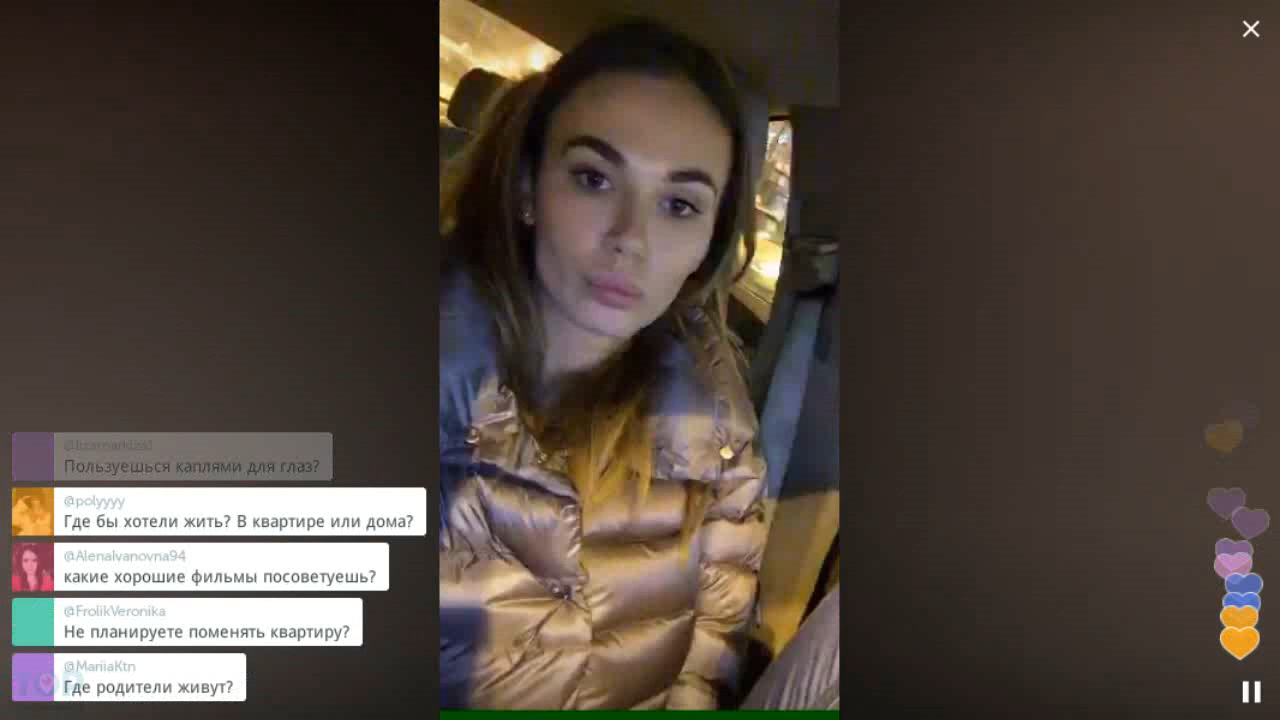 Пользуешься каплями для глаз?
@polyyyy
Где бы хотели жить? В квартире или дома?
@AlenaIvanovna94
какие хорошие фильмы посоветуешь?
@FrolikVeronika
Не планируете поменять квартиру?
@MariiaKtn
Где родители живут?